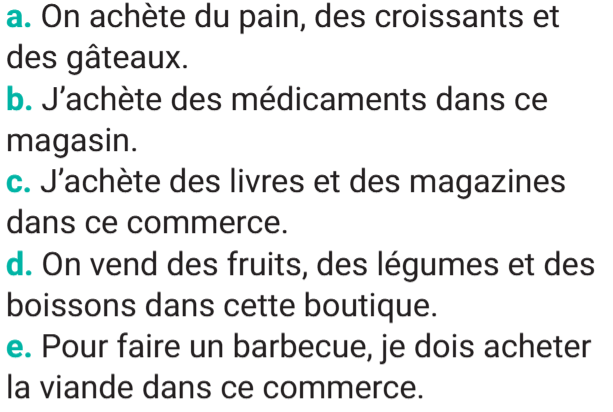 a. On achète du pain, des croissants et
des gâteaux.
b. J’achète des médicaments dans ce
magasin.
c. J’achète des livres et des magazines
dans ce commerce.
d. On vend des fruits, des légumes et des
boissons dans cette boutique.
e. Pour faire un barbecue, je dois acheter
la viande dans ce commerce.